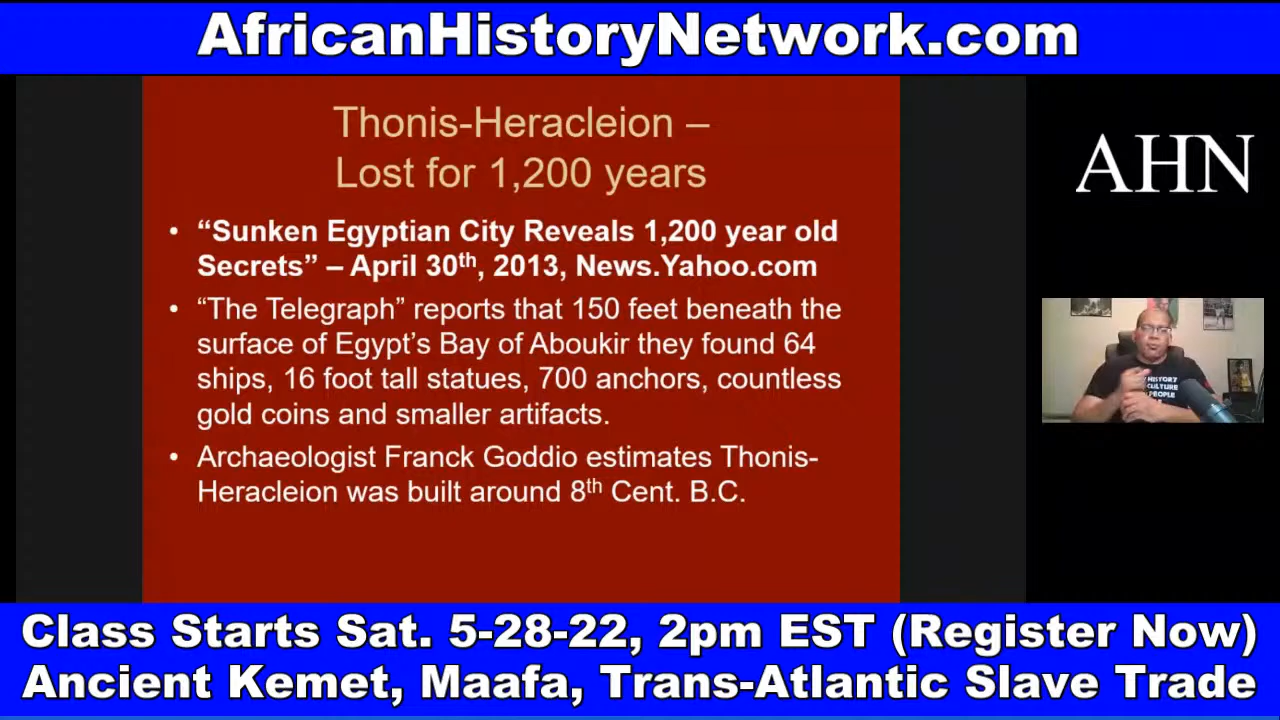 AfricanHistoryNetwork.com
Thonis-Heracleion –
Lost for 1,200 years
AHN
• “Sunken Egyptian City Reveals 1,200 year old
Secrets” – April 30th, 2013, News.Yahoo.com
• “The Telegraph” reports that 150 feet beneath the
surface of Egypt’s Bay of Aboukir they found 64
ships, 16 foot tall statues, 700 anchors, countless
gold coins and smaller artifacts.
• Archaeologist Franck Goddio estimates Thonis-
Heracleion was built around 8th Cent. B.C.
HISTORY
CULTURE
PEOPLE
Class Starts Sat. 5-28-22, 2pm EST (Register Now)
Ancient Kemet, Maafa, Trans-Atlantic Slave Trade